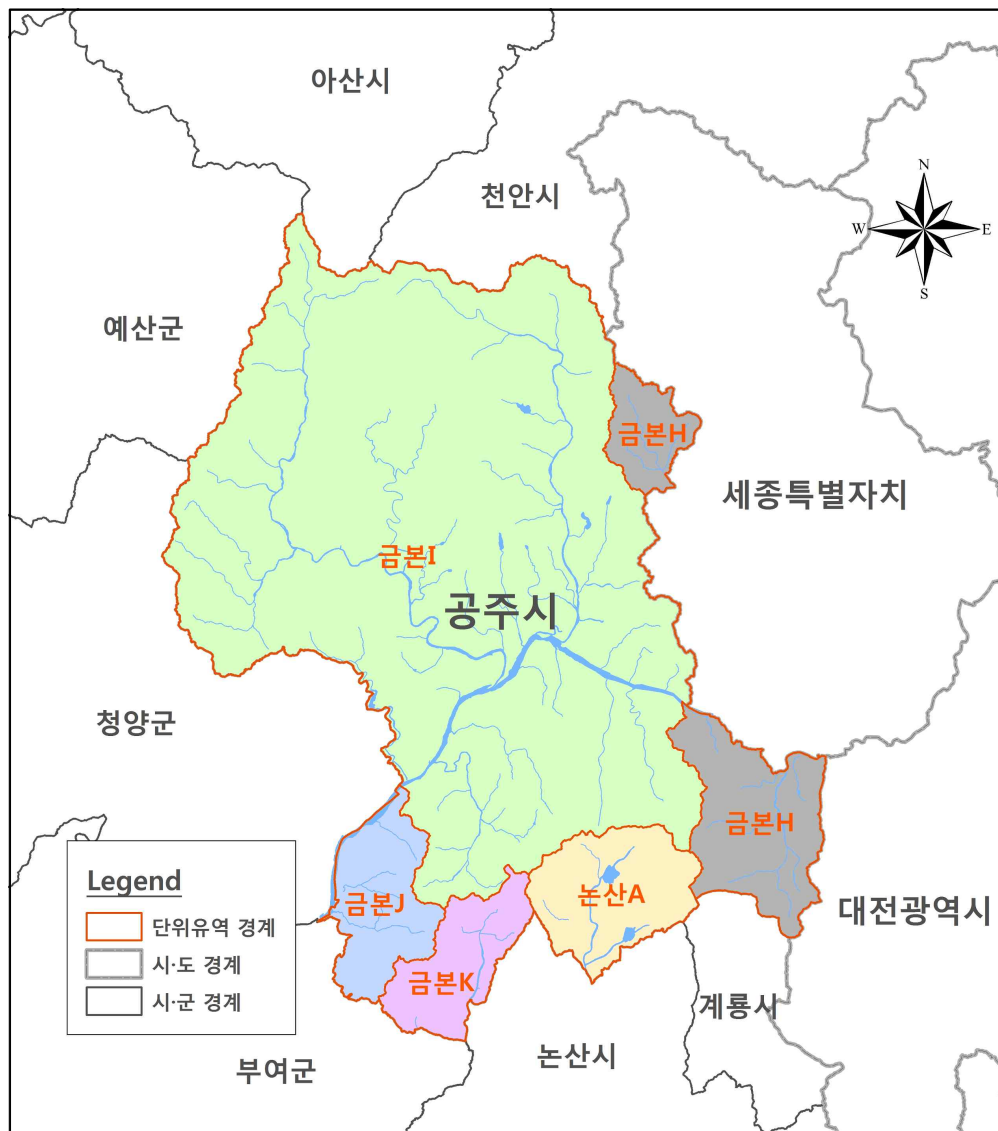 아산시
천안시
N
W
E
S
예산군
금본H
세종특별자치
금본I
공주시
청양군
금본H
Legend
단위유역 경계
시·도 경계
시·군 경계
금본J
논산A
대전광역시
금본K
계룡시
부여군
논산시